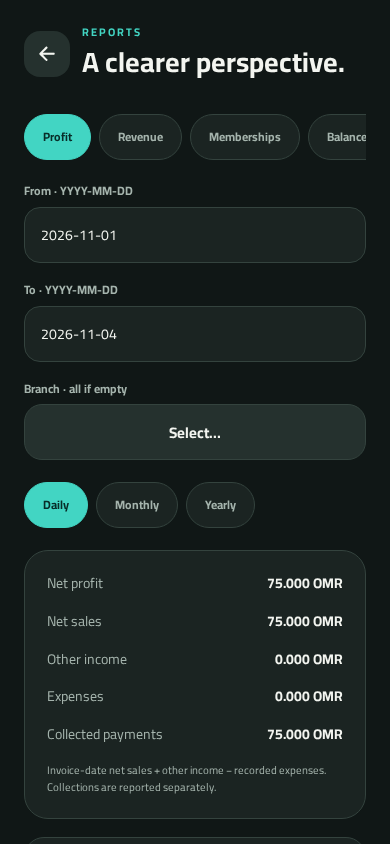 REPORTS
A clearer perspective.
Profit
Revenue
Memberships
Balance
From · YYYY-MM-DD
2026-11-01
To · YYYY-MM-DD
2026-11-04
Branch · all if empty
Select...
Daily
Monthly
Yearly
Net profit 75.000 OMR
Net sales 75.000 OMR
Other income 0.000 OMR
Expenses 0.000 OMR
Collected payments 75.000 OMR
Invoice-date net sales + other income − recorded expenses.
Collections are reported separately.